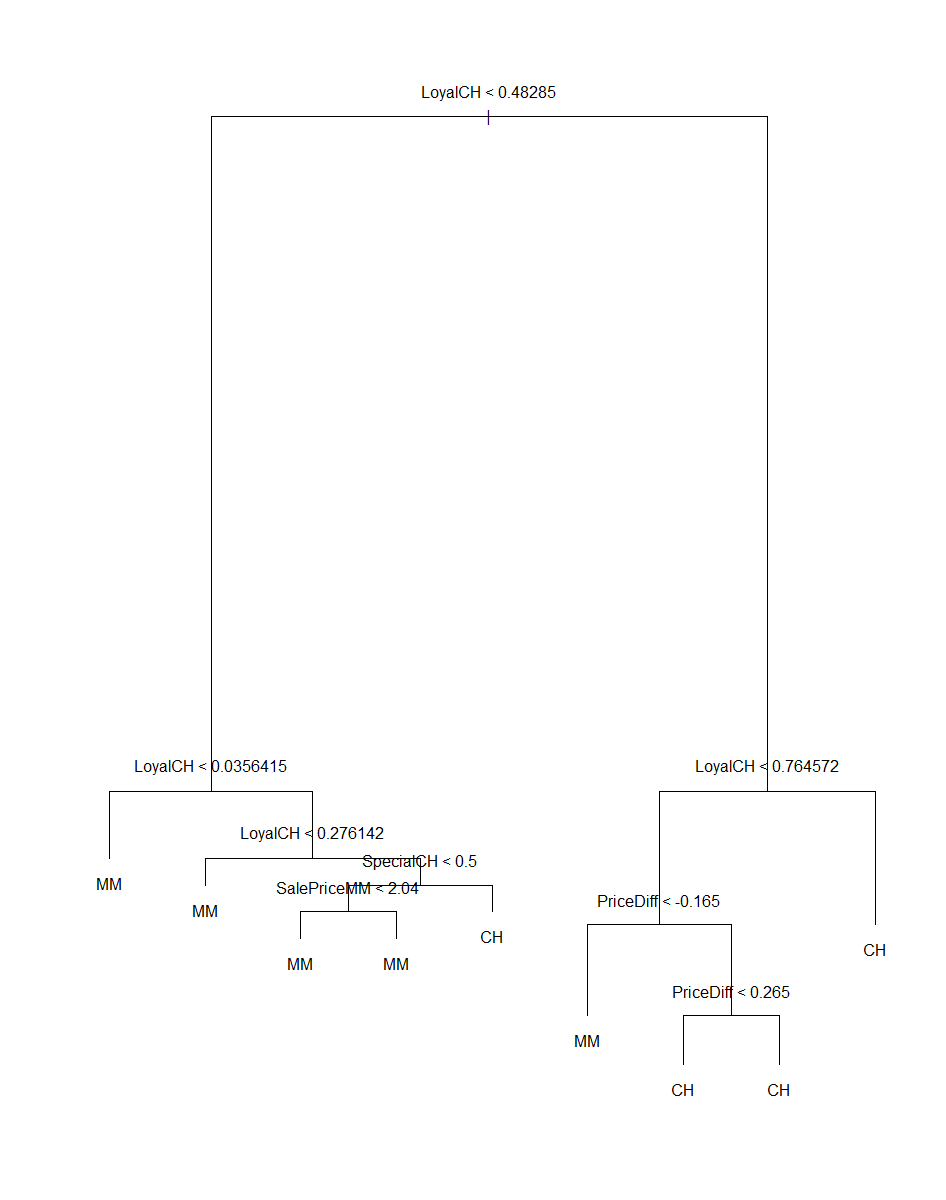 LoyalCH < 0.48285
LoyalCH < 0.0356415
LoyalCH < 0.764572
LoyalCH < 0.276142
SpecialCH < 0.5
SalePriceMM < 2.04
MM
PriceDiff < -0.165
MM
CH
CH
MM
MM
PriceDiff < 0.265
MM
CH
CH